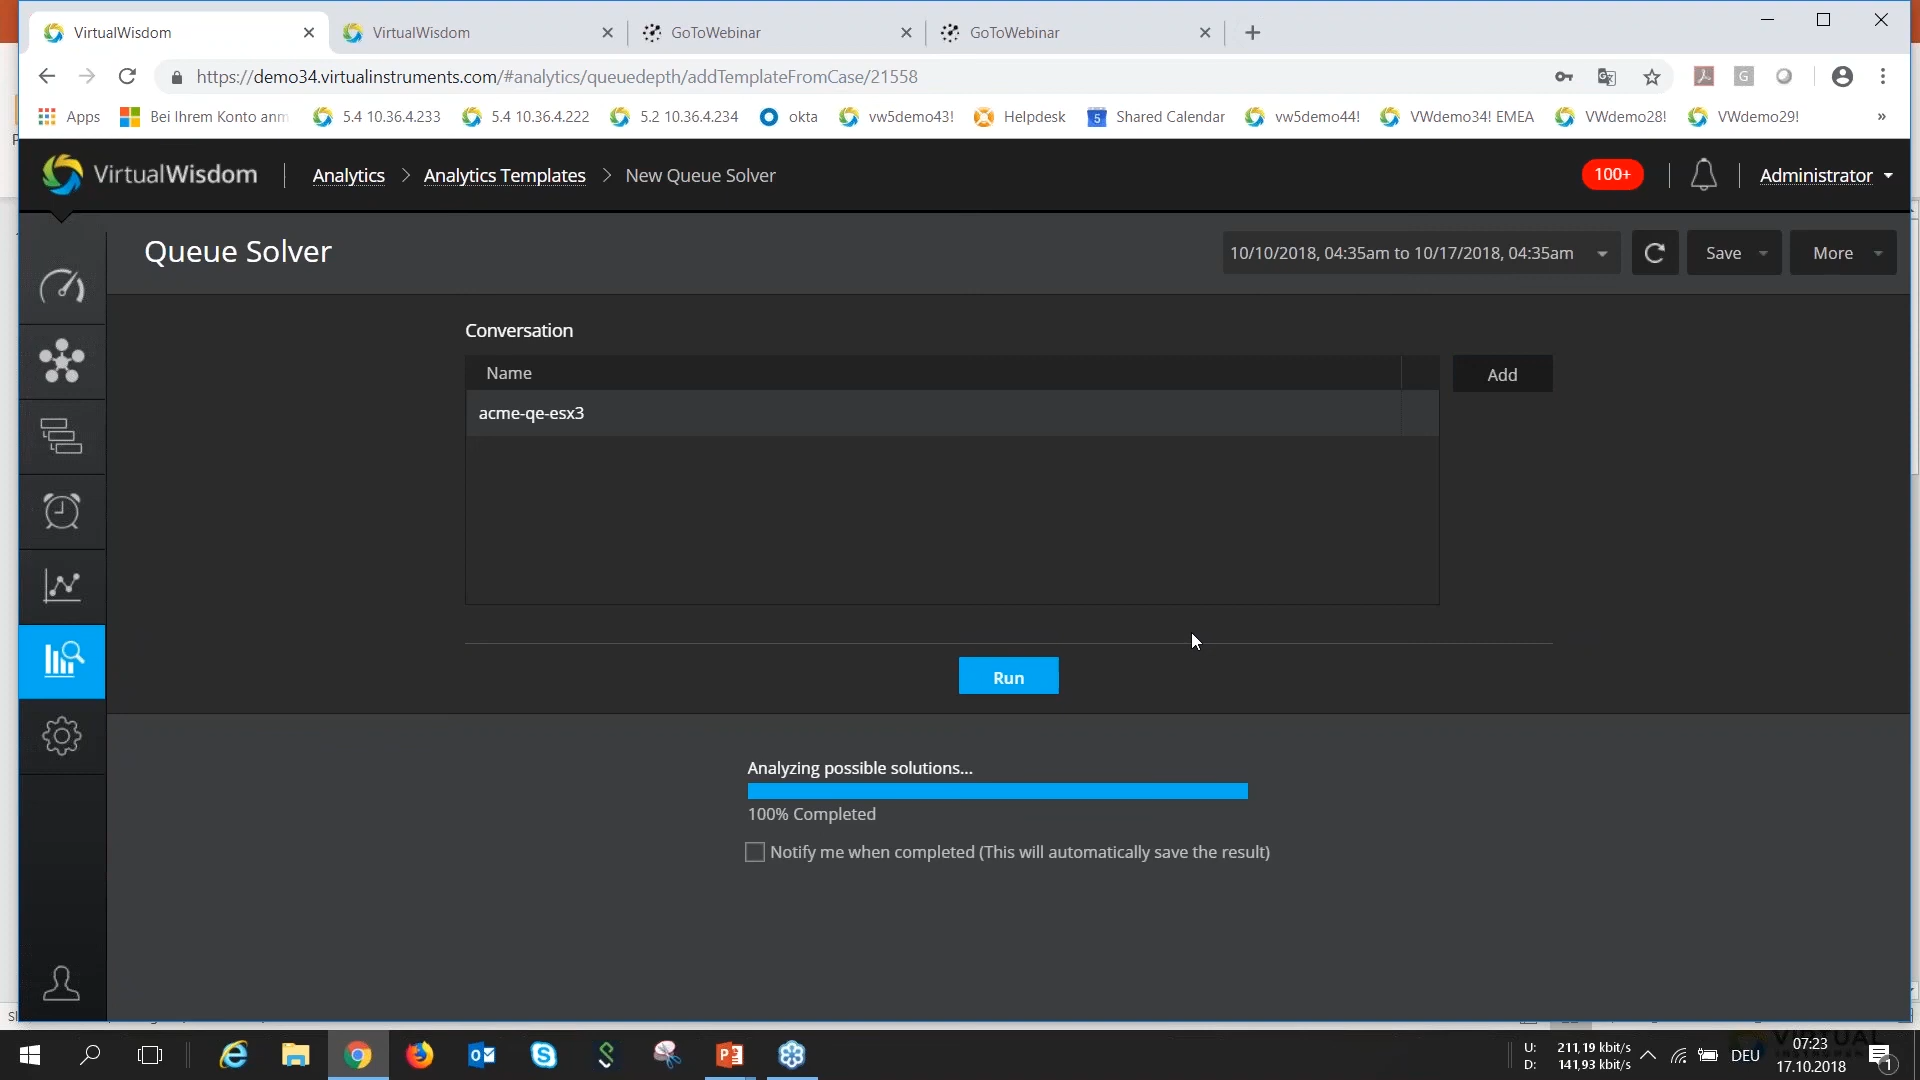 VirtualWisdom
VirtualWisdom
GoToWebinar
GoToWebinar
https://demo34.virtualinstruments.com/#analytics/queuedepth/addTemplateFromCase/21558
Apps
Bei Ihrem Konto anm
5.4 10.36.4.233
5.4 10.36.4.222
5.2 10.36.4.234
okta
vw5demo43!
Helpdesk
5
Shared Calendar
vw5demo44!
VWdemo34! EMEA
VWdemo28!
VWdemo29!
»
VirtualWisdom
Analytics > Analytics Templates > New Queue Solver
100+
Administrator
Queue Solver
10/10/2018, 04:35am to 10/17/2018, 04:35am
Save
More
Conversation
Name
Add
acme-qe-esx3
Run
Analyzing possible solutions...
100% Completed
Notify me when completed (This will automatically save the result)
U: 211,19 kbit/s
D: 141,93 kbit/s
DEU
07:23
17.10.2018
1